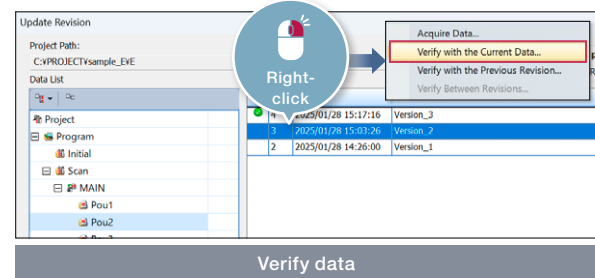 Update Revision
Project Path:
C:¥PROJECT¥sample_E¥E
Data List
Project
Program
Initial
Scan
MAIN
Pou1
Pou2
Right-
click
Acquire Data...
Verify with the Current Data...
Verify with the Previous Revision...
Verify Between Revisions...
4 2025/01/28 15:17:16 Version_3
3 2025/01/28 15:03:26 Version_2
2 2025/01/28 14:26:00 Version_1
Verify data